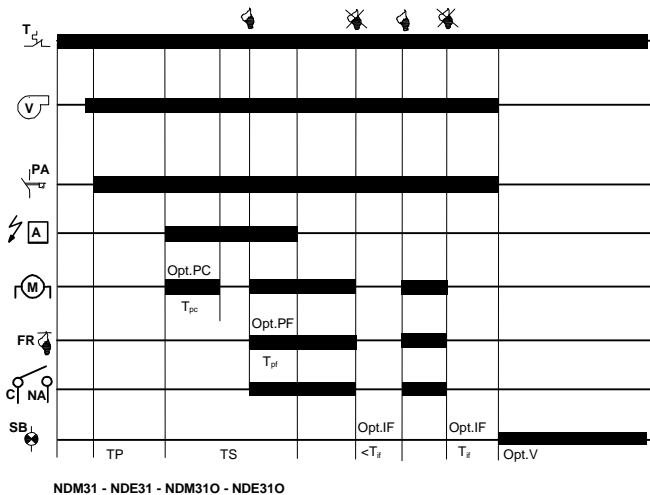 T
V
PA
A
Opt.PC
M
Tpc
Opt.PF
FR
Tpf
C NA
SB
Opt.IF Opt.IF
TP TS <Tif Tif Opt.V
NDM31 - NDE31 - NDM31O - NDE31O